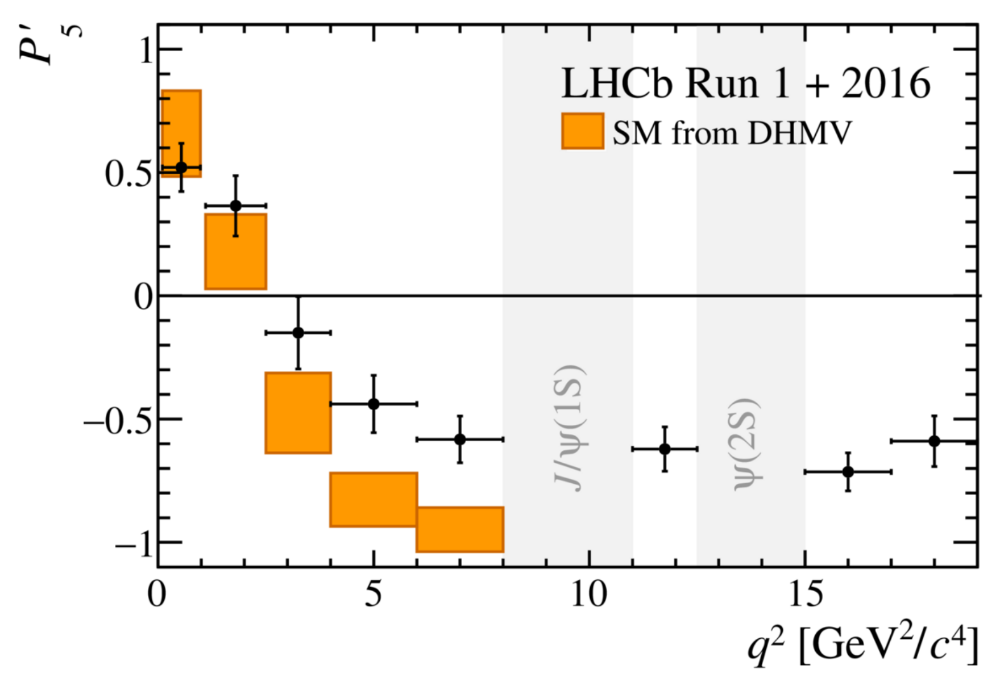 P′5
1
0.5
0
−0.5
−1
LHCb Run 1 + 2016
SM from DHMV
J/ψ(1S)
ψ(2S)
0 5 10 15
q² [GeV²/c⁴]